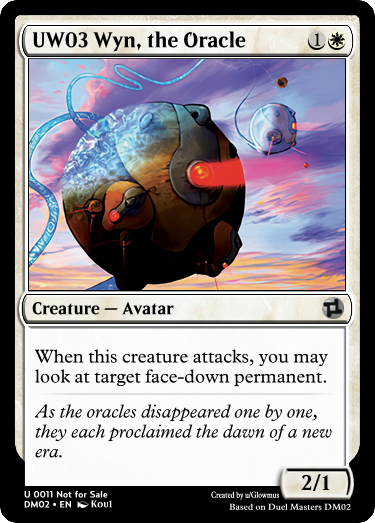 UW03 Wyn, the Oracle 1
Creature — Avatar
When this creature attacks, you may
look at target face-down permanent.
As the oracles disappeared one by one,
they each proclaimed the dawn of a new
era.
2/1
U 0011 Not for Sale
DM02 • EN Koui
Created by u/Glowmus
Based on Duel Masters DM02